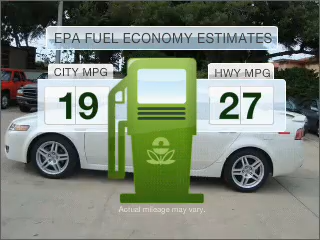 EPA FUEL ECONOMY ESTIMATES
CITY MPG
HWY MPG
19
27
Actual mileage may vary.